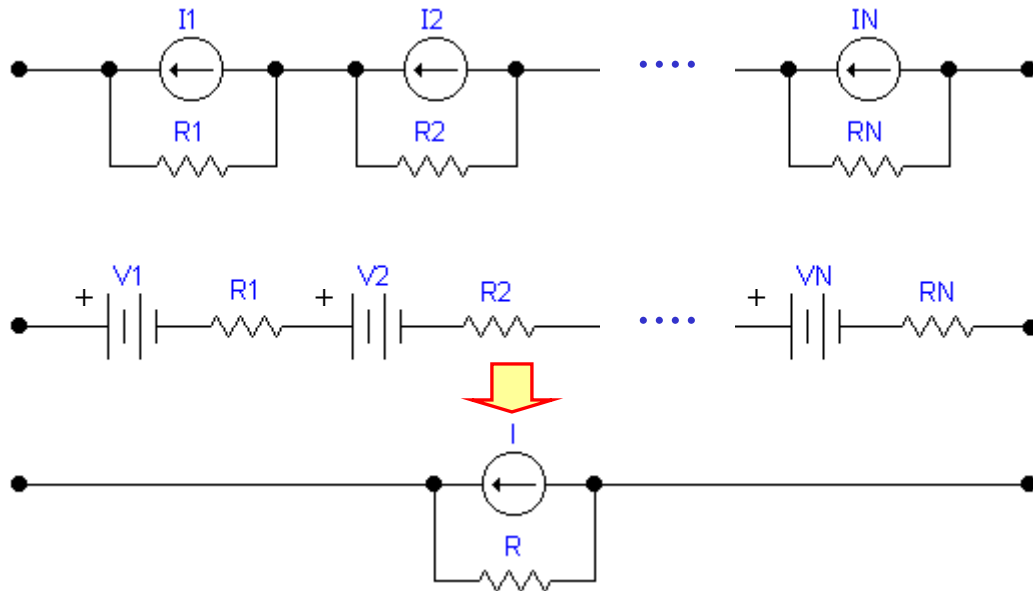 I1 I2 IN
R1 R2 RN
V1 V2 VN
+ R1 + R2 + RN
I
R